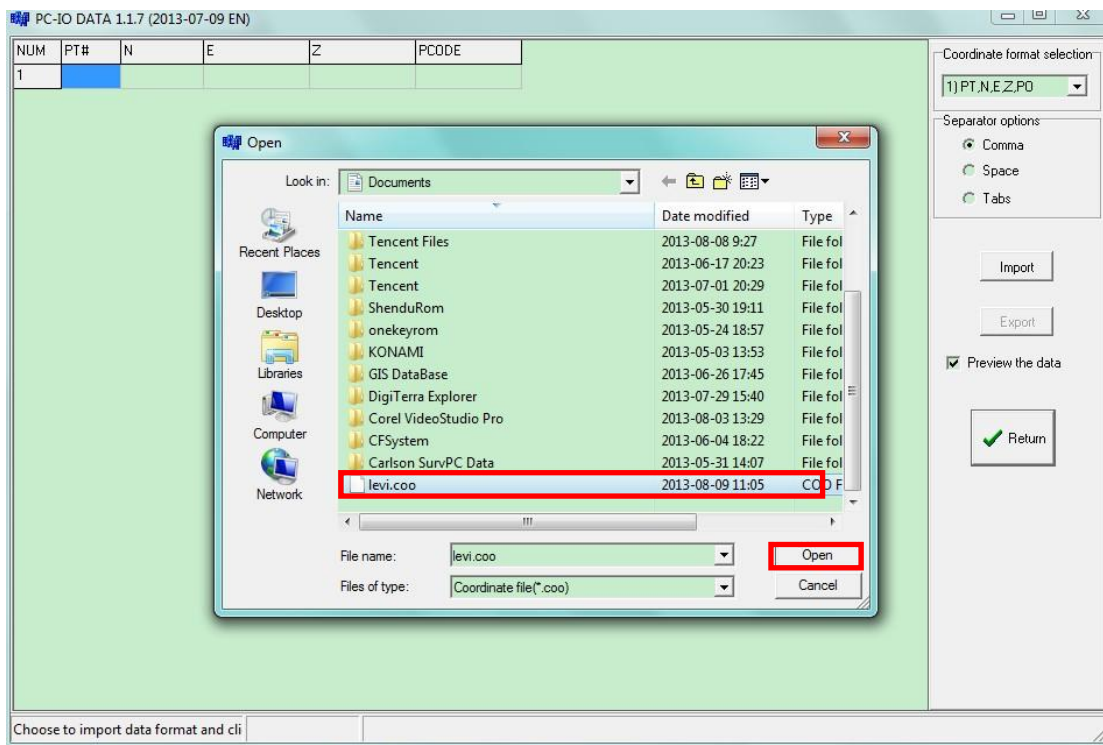 PC-IO DATA 1.1.7 (2013-07-09 EN)
NUM PT# N E Z PCODE
1
Coordinate format selection
1) PT,N,E,Z,PO
Separator options
Comma
Space
Tabs
Import
Export
Preview the data
Return
Open
Look in: Documents
Recent Places
Desktop
Libraries
Computer
Network
Name Date modified Type
Tencent Files 2013-08-08 9:27 File fol
Tencent 2013-06-17 20:23 File fol
Tencent 2013-07-01 20:29 File fol
ShenduRom 2013-05-30 19:11 File fol
onekeyrom 2013-05-24 18:57 File fol
KONAMI 2013-05-03 13:53 File fol
GIS DataBase 2013-06-26 17:45 File fol
DigiTerra Explorer 2013-07-29 15:40 File fol
Corel VideoStudio Pro 2013-08-03 13:29 File fol
CFSystem 2013-06-04 18:22 File fol
Carlson SurvPC Data 2013-05-31 14:07 File fol
levi.coo 2013-08-09 11:05 COO F
File name: levi.coo Open
Files of type: Coordinate file(*.coo) Cancel
Choose to import data format and cli